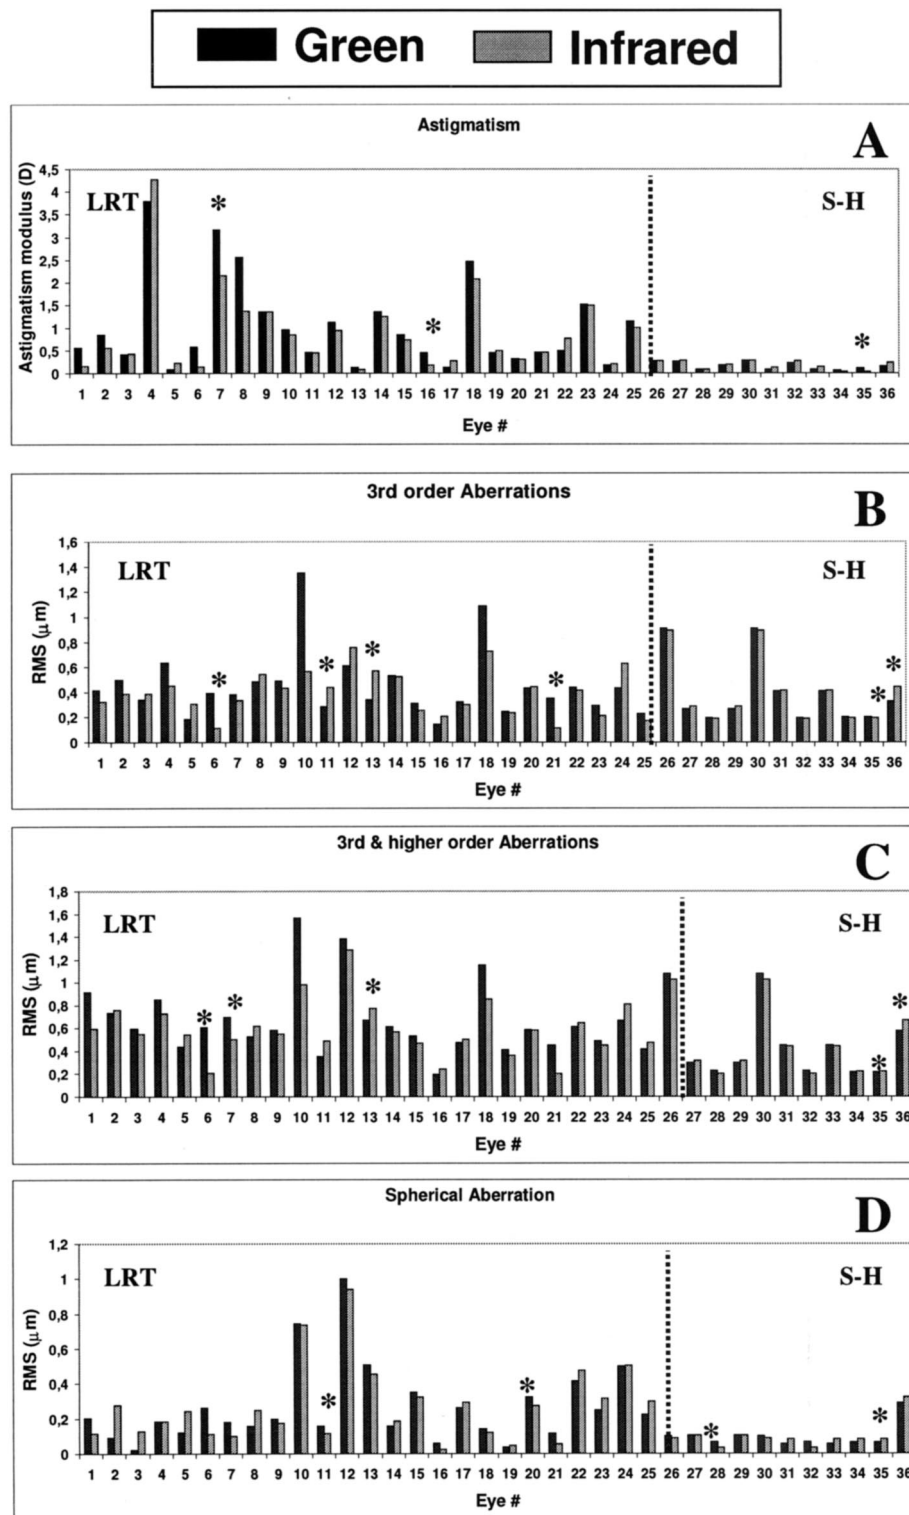 Green Infrared
Astigmatism
A
Astigmatism modulus (D)
4,5
4
3,5
3
2,5
2
1,5
1
0,5
0
LRT
*
*
S-H
*
1 2 3 4 5 6 7 8 9 10 11 12 13 14 15 16 17 18 19 20 21 22 23 24 25 26 27 28 29 30 31 32 33 34 35 36
Eye #
3rd order Aberrations
B
RMS (μm)
1,6
1,4
1,2
1
0,8
0,6
0,4
0,2
0
LRT
*
*
*
*
S-H
*
*
1 2 3 4 5 6 7 8 9 10 11 12 13 14 15 16 17 18 19 20 21 22 23 24 25 26 27 28 29 30 31 32 33 34 35 36
Eye #
3rd & higher order Aberrations
C
RMS (μm)
1,8
1,6
1,4
1,2
1
0,8
0,6
0,4
0,2
0
LRT
*
*
*
S-H
*
*
1 2 3 4 5 6 7 8 9 10 11 12 13 14 15 16 17 18 19 20 21 22 23 24 25 26 27 28 29 30 31 32 33 34 35 36
Eye #
Spherical Aberration
D
RMS (μm)
1,2
1
0,8
0,6
0,4
0,2
0
LRT
*
*
S-H
*
*
1 2 3 4 5 6 7 8 9 10 11 12 13 14 15 16 17 18 19 20 21 22 23 24 25 26 27 28 29 30 31 32 33 34 35 36
Eye #